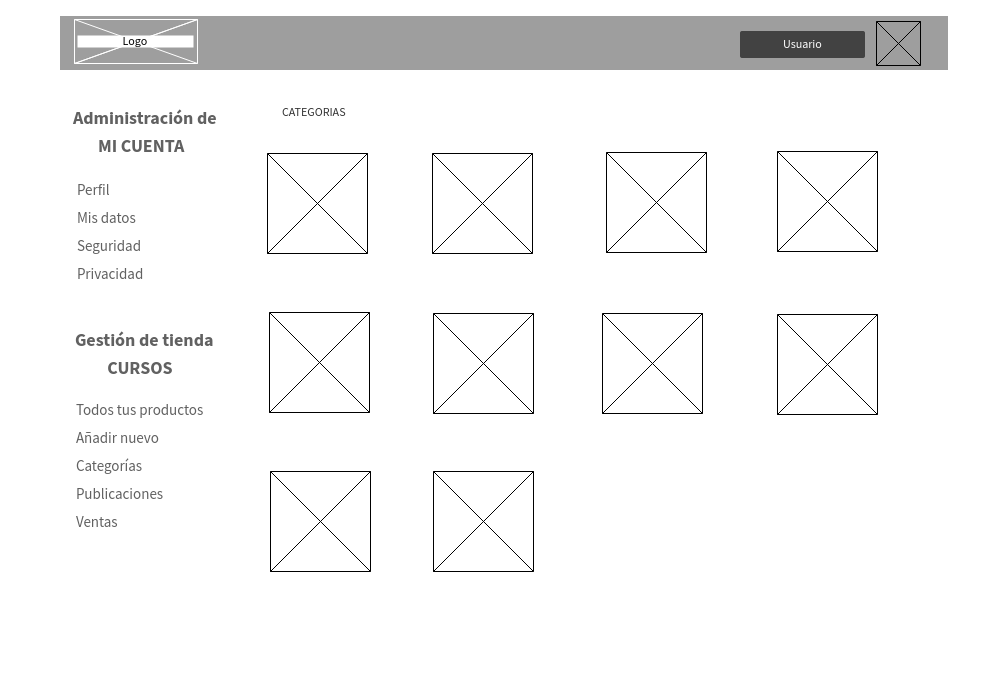 Logo
Usuario
Administración de
MI CUENTA
Perfil
Mis datos
Seguridad
Privacidad
Gestión de tienda
CURSOS
Todos tus productos
Añadir nuevo
Categorías
Publicaciones
Ventas
CATEGORIAS